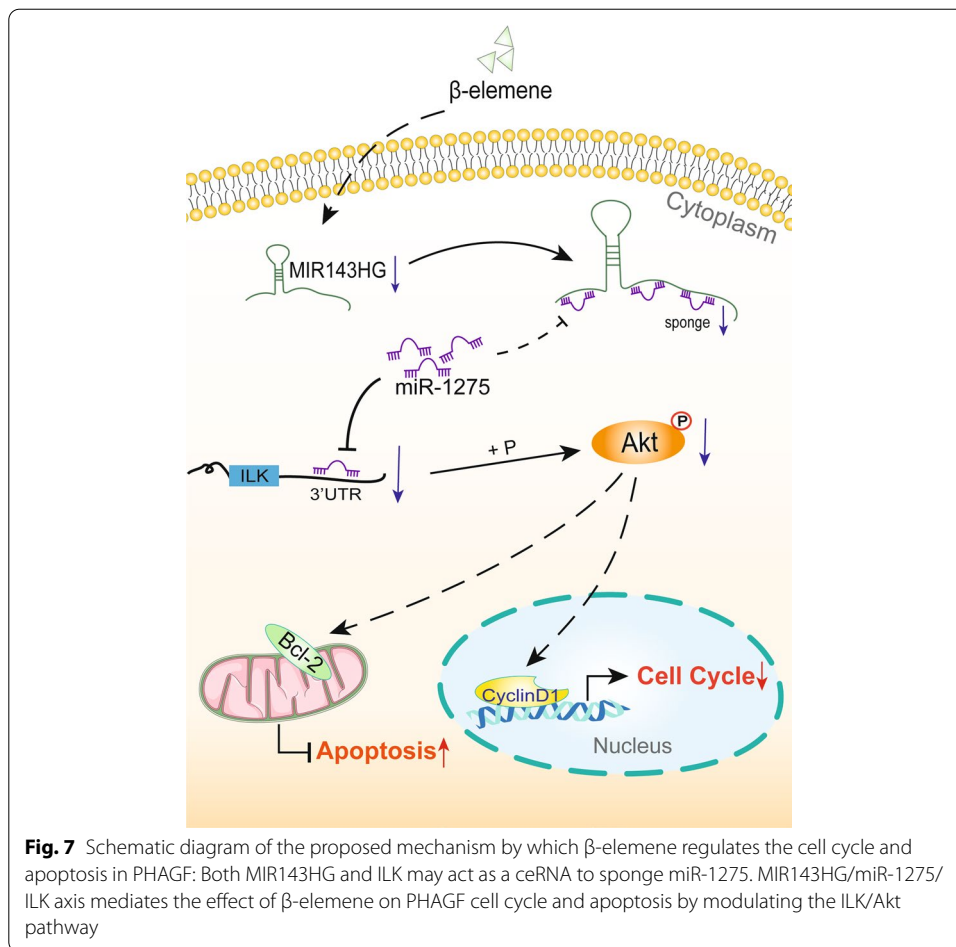 β-elemene
Cytoplasm
MIR143HG
sponge
miR-1275
P
Akt
+ P
ILK
3'UTR
Bcl-2
CyclinD1
Cell Cycle
Nucleus
Apoptosis
Fig. 7 Schematic diagram of the proposed mechanism by which β-elemene regulates the cell cycle and
apoptosis in PHAGF: Both MIR143HG and ILK may act as a ceRNA to sponge miR-1275. MIR143HG/miR-1275/
ILK axis mediates the effect of β-elemene on PHAGF cell cycle and apoptosis by modulating the ILK/Akt
pathway